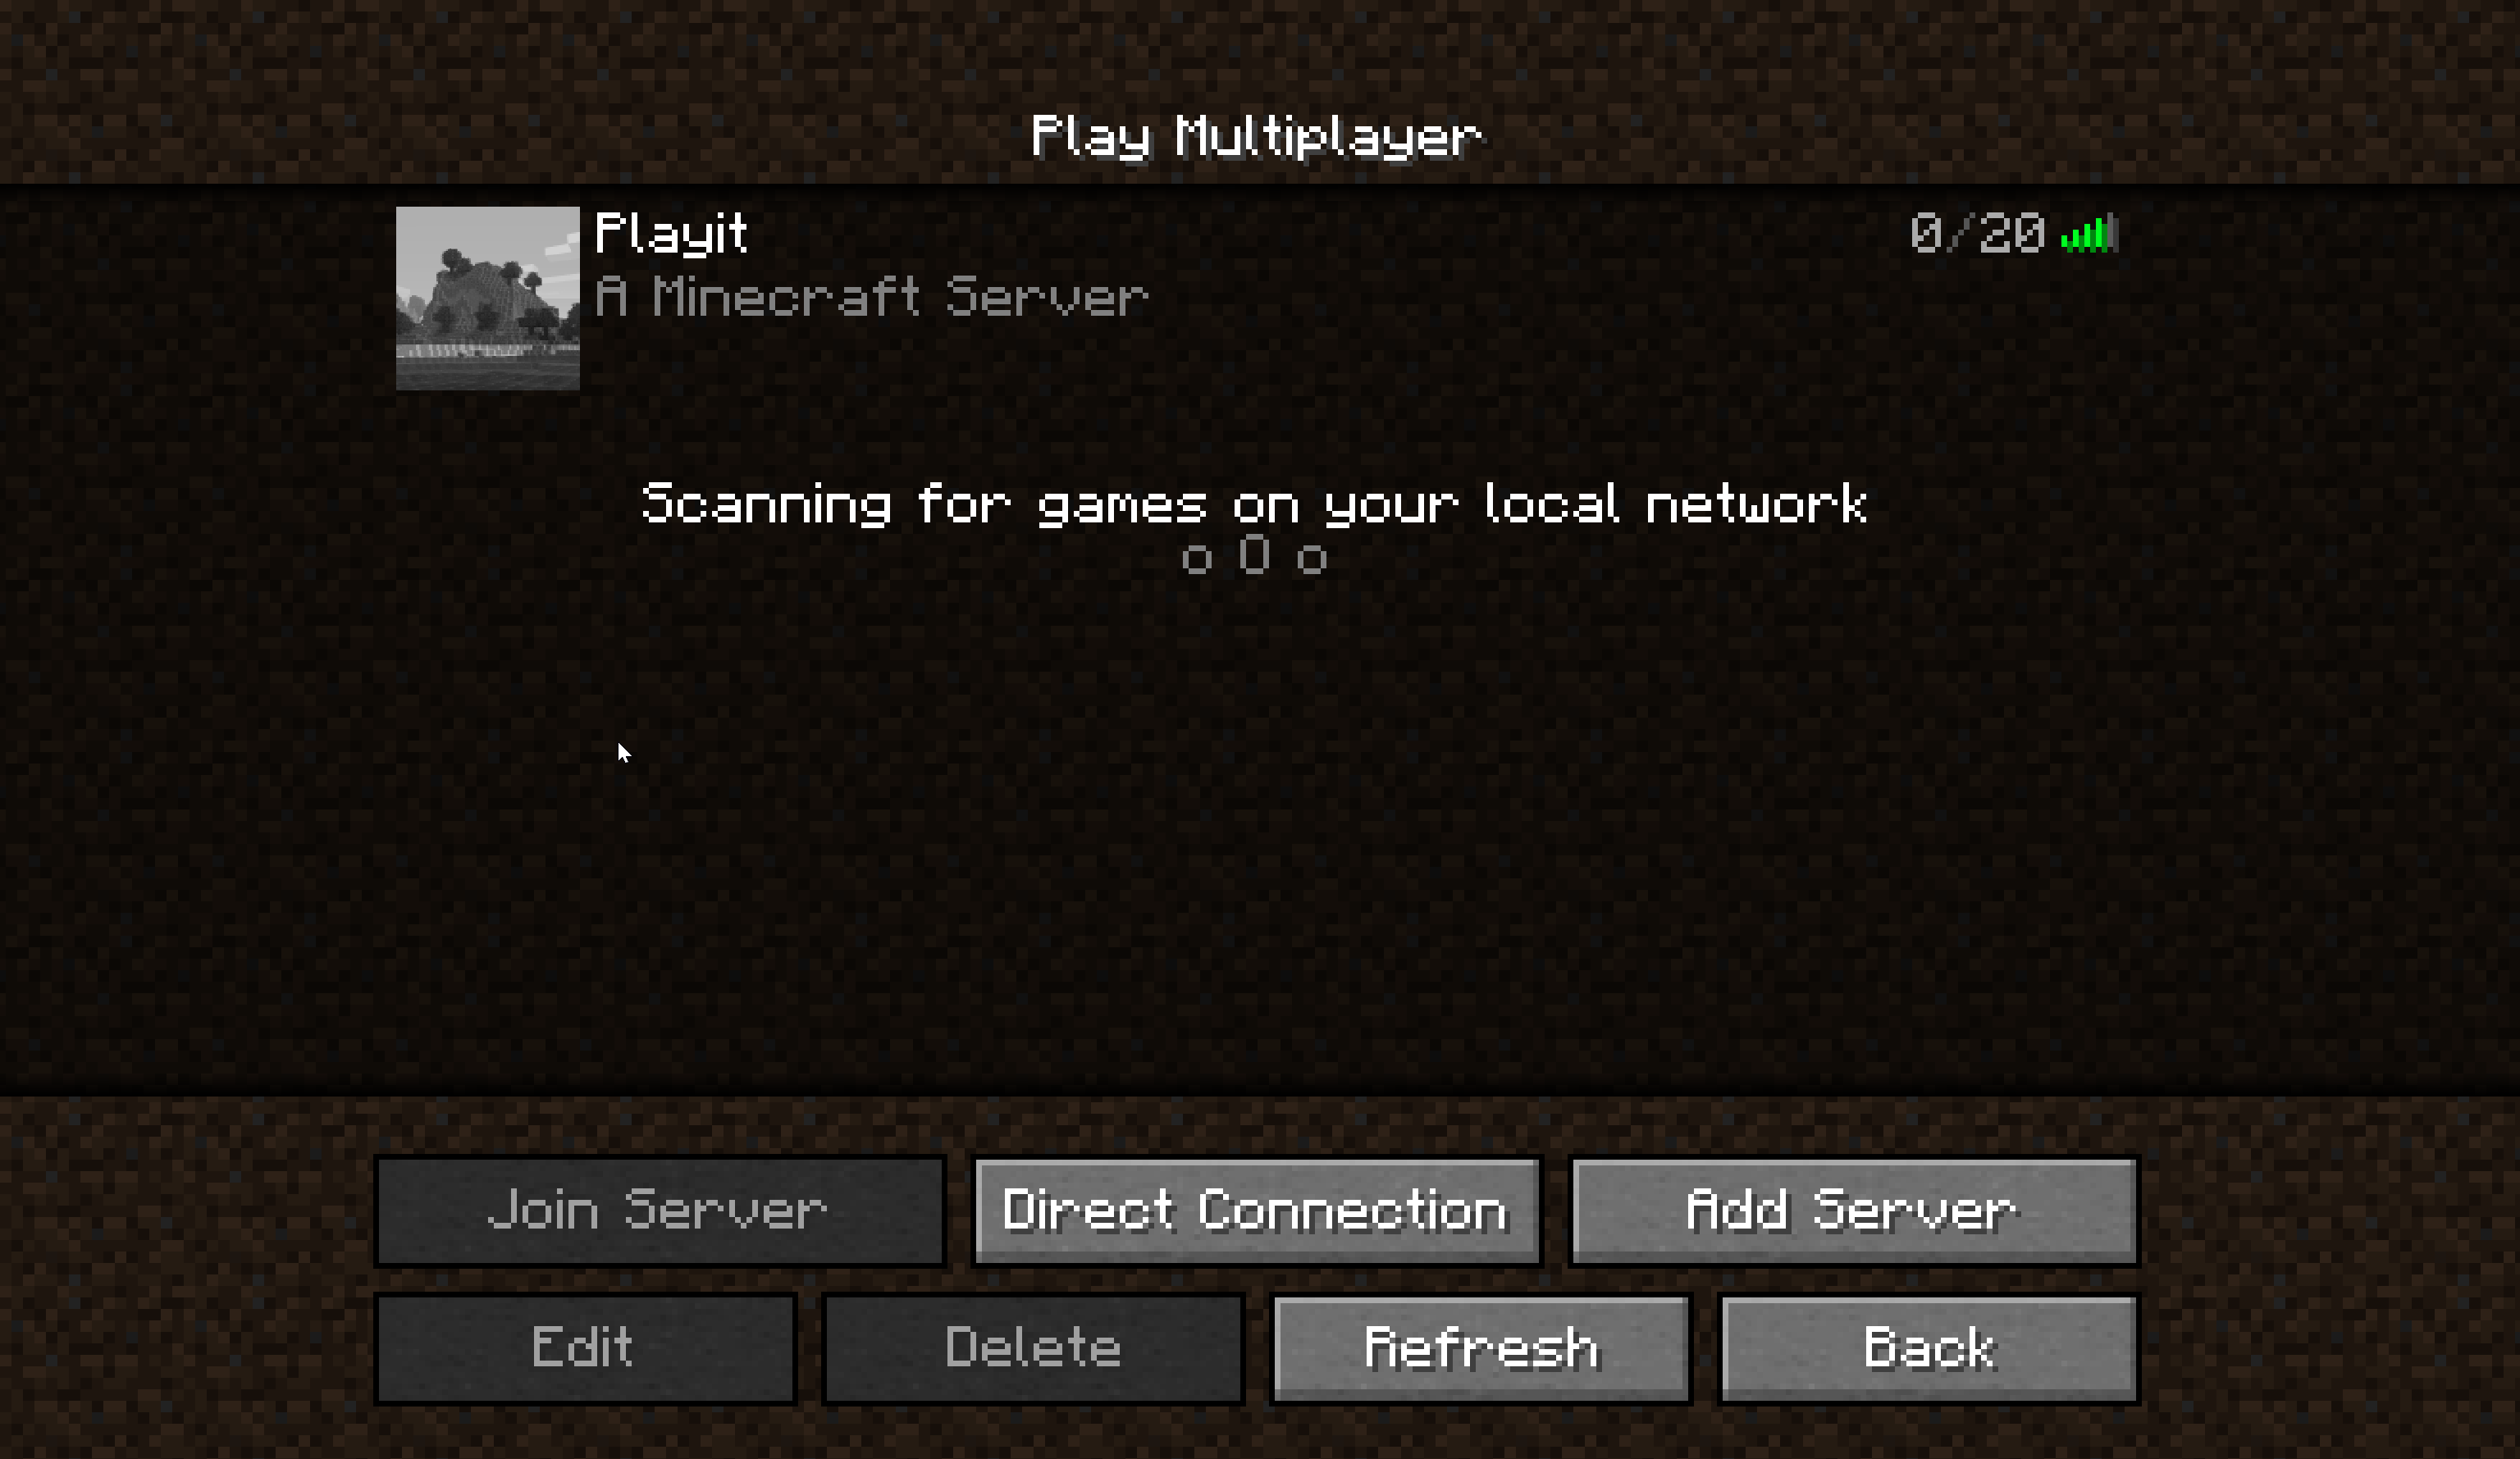 Play Multiplayer
Playit 0/20
A Minecraft Server
Scanning for games on your local network
o O o
Join Server Direct Connection Add Server
Edit Delete Refresh Back